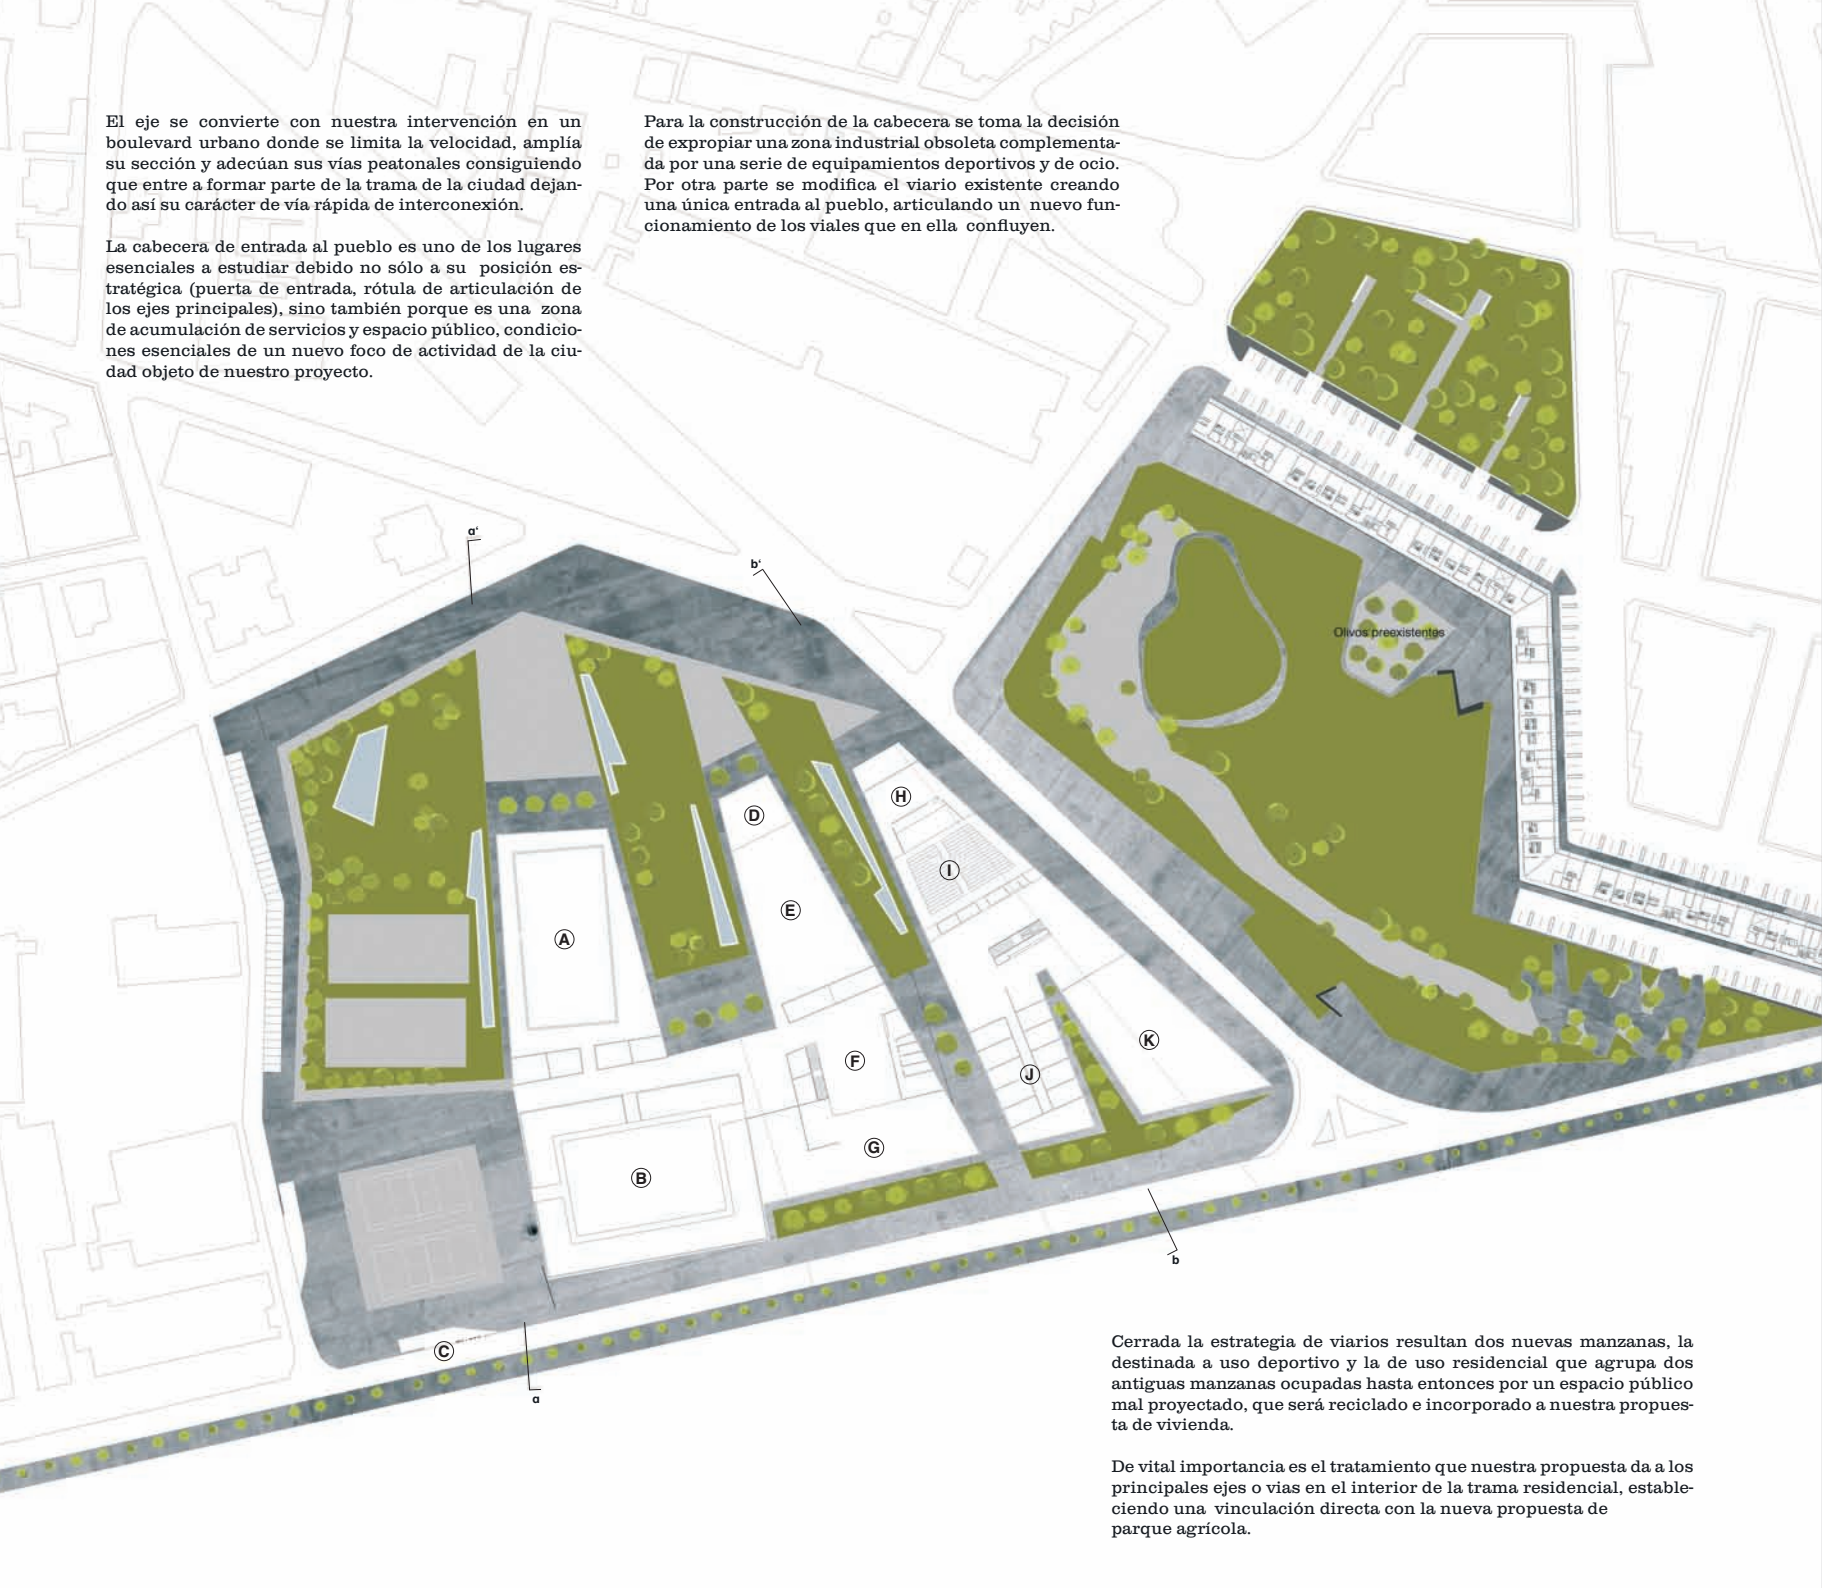 El eje se convierte con nuestra intervención en un
boulevard urbano donde se limita la velocidad, amplía
su sección y adecúan sus vías peatonales consiguiendo
que entre a formar parte de la trama de la ciudad dejan-
do así su carácter de vía rápida de interconexión.
La cabecera de entrada al pueblo es uno de los lugares
esenciales a estudiar debido no sólo a su posición es-
tratégica (puerta de entrada, rótula de articulación de
los ejes principales), sino también porque es una zona
de acumulación de servicios y espacio público, condicio-
nes esenciales de un nuevo foco de actividad de la ciu-
dad objeto de nuestro proyecto.
Para la construcción de la cabecera se toma la decisión
de expropiar una zona industrial obsoleta complementa-
da por una serie de equipamientos deportivos y de ocio.
Por otra parte se modifica el viario existente creando
una única entrada al pueblo, articulando un nuevo fun-
cionamiento de los viales que en ella confluyen.
a'
b'
Olivos preexistentes
H
D
I
E
A
K
F
J
G
B
b
C
a
Cerrada la estrategia de viarios resultan dos nuevas manzanas, la
destinada a uso deportivo y la de uso residencial que agrupa dos
antiguas manzanas ocupadas hasta entonces por un espacio público
mal proyectado, que será reciclado e incorporado a nuestra propues-
ta de vivienda.
De vital importancia es el tratamiento que nuestra propuesta da a los
principales ejes o vias en el interior de la trama residencial, estable-
ciendo una vinculación directa con la nueva propuesta de
parque agrícola.